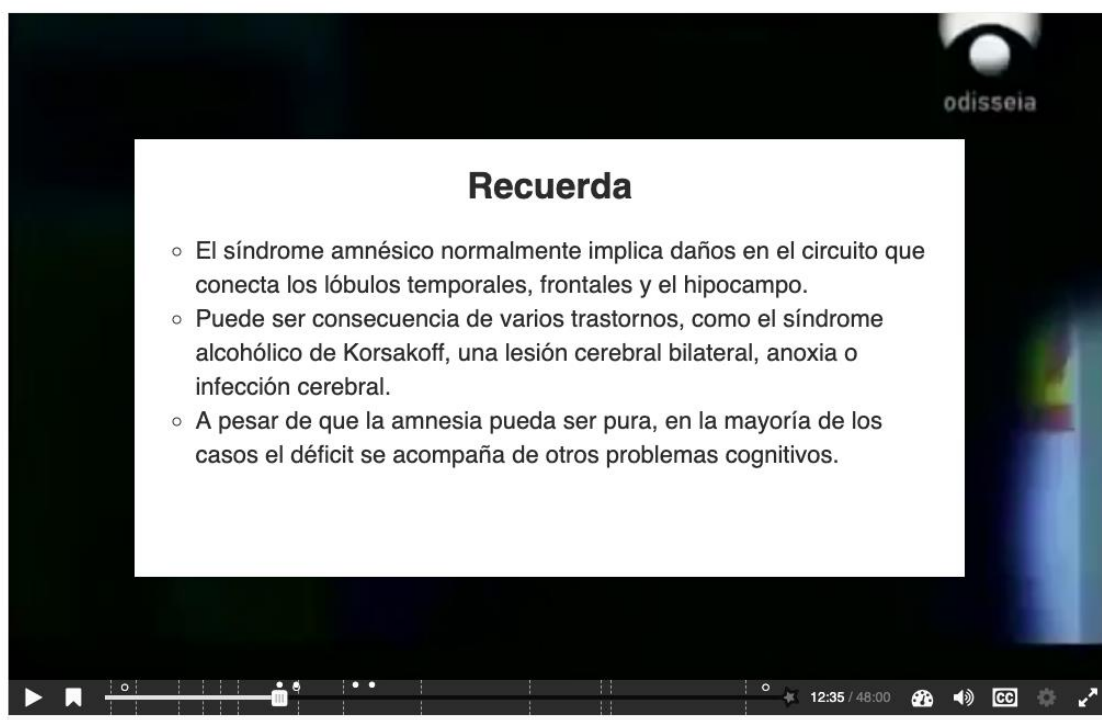 odisseia
Recuerda
El síndrome amnésico normalmente implica daños en el circuito que
conecta los lóbulos temporales, frontales y el hipocampo.
Puede ser consecuencia de varios trastornos, como el síndrome
alcohólico de Korsakoff, una lesión cerebral bilateral, anoxia o
infección cerebral.
A pesar de que la amnesia pueda ser pura, en la mayoría de los
casos el déficit se acompaña de otros problemas cognitivos.
12:35 / 48:00 CC